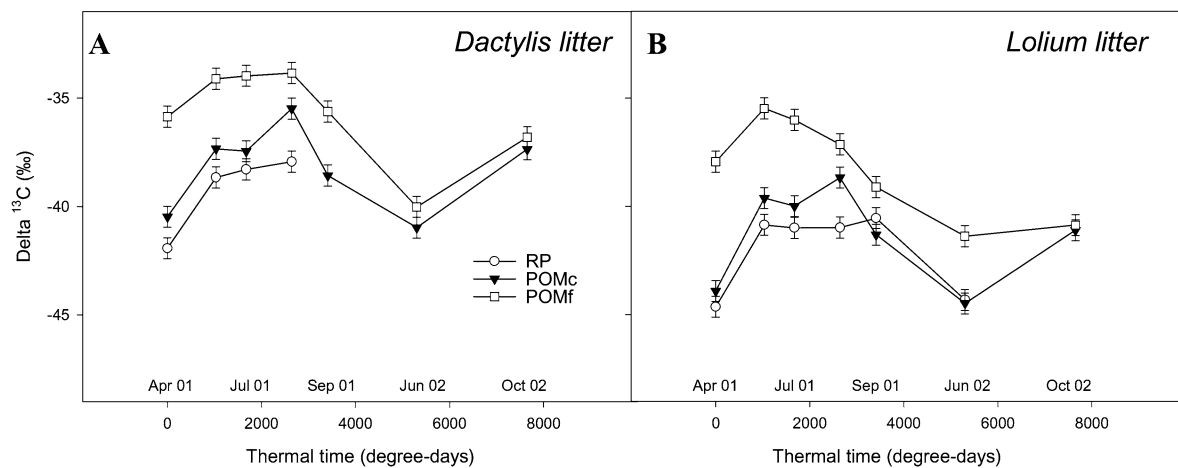 A
Dactylis litter
B
Lolium litter
Delta ¹³C (‰)
-35
-40
-45
RP
POMc
POMf
Apr 01 Jul 01 Sep 01 Jun 02 Oct 02
0 2000 4000 6000 8000
Thermal time (degree-days)
Apr 01 Jul 01 Sep 01 Jun 02 Oct 02
0 2000 4000 6000 8000
Thermal time (degree-days)